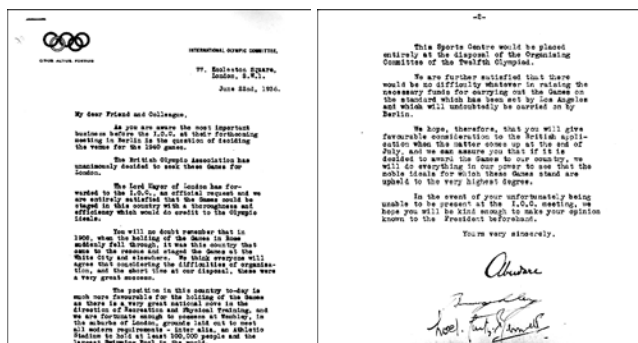 CITIUS ALTIUS FORTIUS
INTERNATIONAL OLYMPIC COMMITTEE.
77, Eccleston Square,
London, S.W.1.
June 22nd, 1936.
My dear Friend and Colleague,
As you are aware the most important
business before the I.O.C. at their forthcoming
meeting in Berlin is the question of deciding
the venue for the 1940 games.
The British Olympic Association has
unanimously decided to seek these Games for
London.
The Lord Mayor of London has for-
warded to the I.O.C. an official request and we
are entirely satisfied that the Games could be
staged in this country with a thoroughness and
efficiency which would do credit to the Olympic
ideals.
You will no doubt remember that in
1908, when the holding of the Games in Rome
suddenly fell through, it was this country that
came to the rescue and staged the Games at the
White City and elsewhere. We think everyone will
agree that considering the difficulties of organisa-
tion, and the short time at our disposal, these were
a very great success.
The position in this country to-day is
much more favourable for the holding of the Games
as there is a very great national move in the
direction of Recreation and Physical Training, and
we are fortunate enough to possess at Wembley, in
the suburbs of London, grounds laid out to meet
all modern requirements - inter alia, an Athletic
Stadium to hold at least 100,000 people and the
largest Swimming Pool in the world.
-2-
This Sports Centre would be placed
entirely at the disposal of the Organising
Committee of the Twelfth Olympiad.
We are further satisfied that there
would be no difficulty whatever in raising the
necessary funds for carrying out the Games on
the standard which has been set by Los Angeles
and which will undoubtedly be carried on by
Berlin.
We hope, therefore, that you will give
favourable consideration to the British appli-
cation when the matter comes up at the end of
July, and we can assure you that if it is
decided to award the Games to our country, we
will do everything in our power to see that the
noble ideals for which these Games stand are
upheld to the very highest degree.
In the event of your unfortunately being
unable to be present at the I.O.C. meeting, we
hope you will be kind enough to make your opinion
known to the President beforehand.
Yours very sincerely,
Aberdare